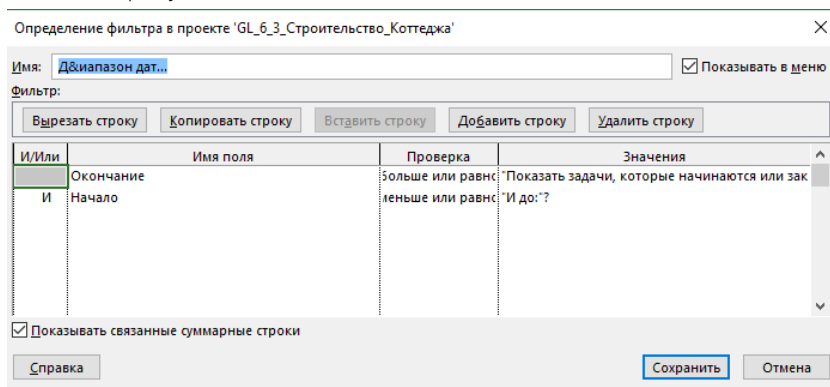 Определение фильтра в проекте 'GL_6_3_Строительство_Коттеджа'
Имя: Д&иапазон дат... Показывать в меню
Фильтр:
Вырезать строку Копировать строку Вставить строку Добавить строку Удалить строку
И/Или Имя поля Проверка Значения
Окончание больше или равно "Показать задачи, которые начинаются или зак
И Начало меньше или равно "И до:"?
Показывать связанные суммарные строки
Справка Сохранить Отмена